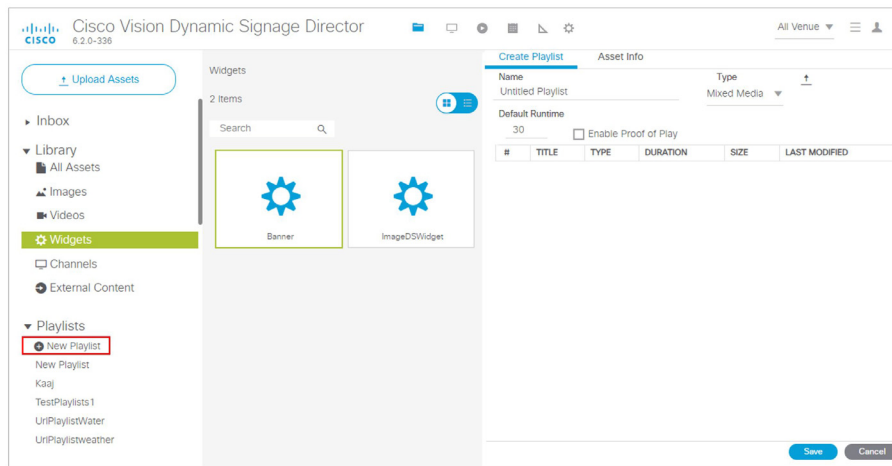 CISCO
Cisco Vision Dynamic Signage Director
6.2.0-336
All Venue
Upload Assets
Inbox
Library
All Assets
Images
Videos
Widgets
Channels
External Content
Playlists
New Playlist
New Playlist
Kaaj
TestPlaylists1
UrlPlaylistWater
UrlPlaylistweather
Widgets
2 Items
Search
Banner
ImageDSWidget
Create Playlist Asset Info
Name Type
Untitled Playlist Mixed Media
Default Runtime
30 Enable Proof of Play
# TITLE TYPE DURATION SIZE LAST MODIFIED
Save Cancel